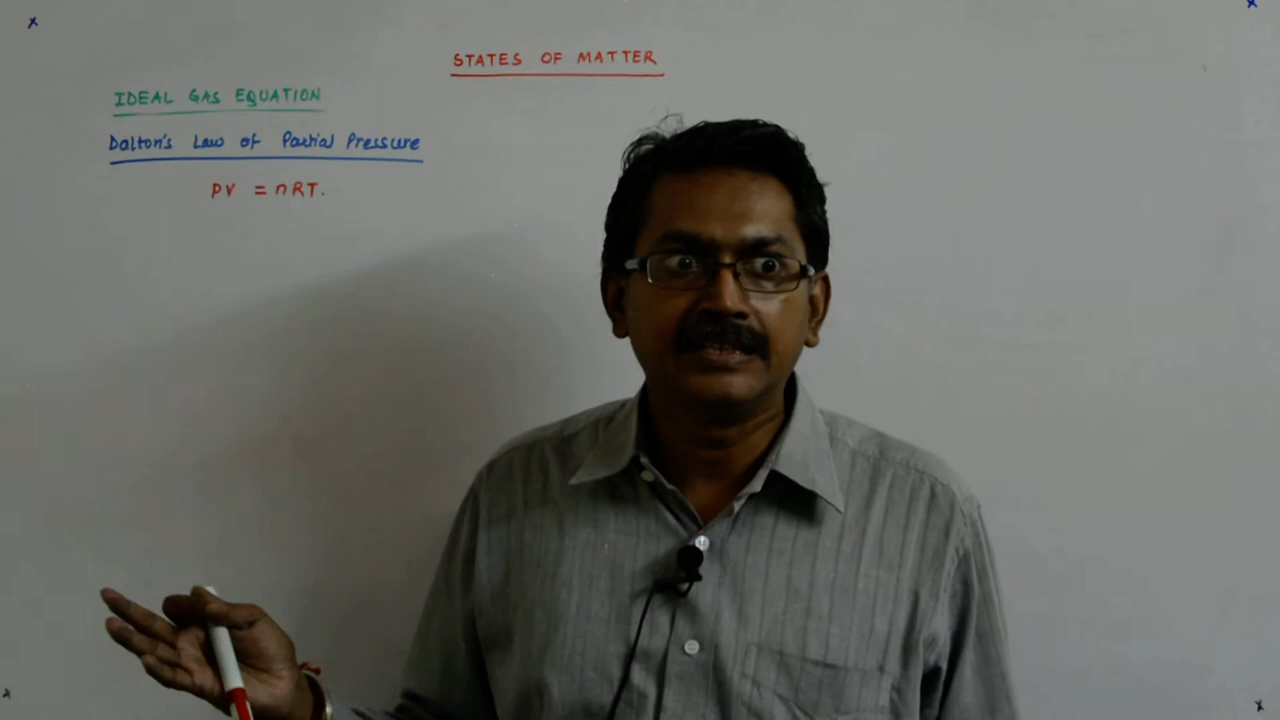 STATES OF MATTER
IDEAL GAS EQUATION
Dalton's Law of Partial Pressure
PV = nRT.